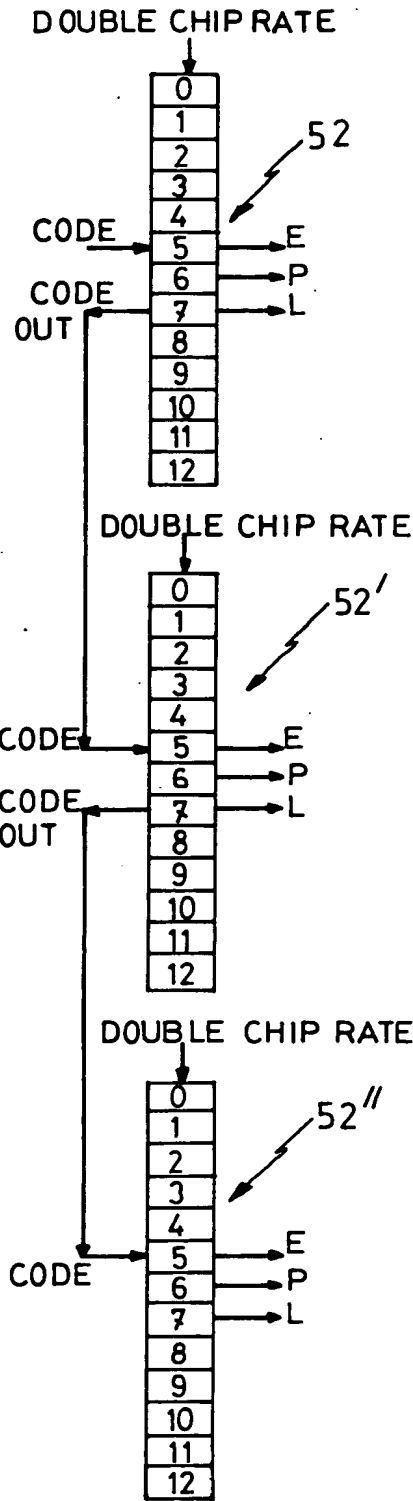 DOUBLE CHIP RATE
0
1
2
3
52
4
CODE 5 E
6 P
CODE OUT 7 L
8
9
10
11
12
DOUBLE CHIP RATE
0
1
52′
2
3
4
CODE 5 E
6 P
CODE OUT 7 L
8
9
10
11
12
DOUBLE CHIP RATE
0
1
52″
2
3
4
CODE 5 E
6 P
7 L
8
9
10
11
12